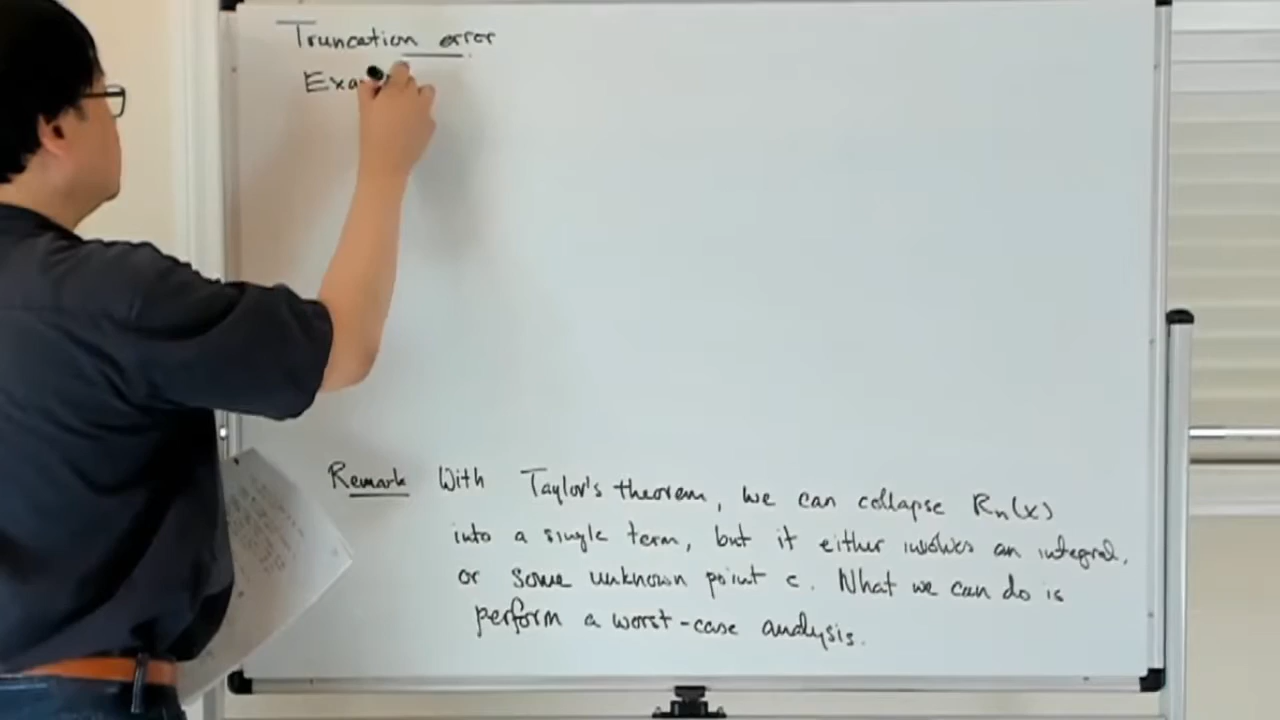 Truncation error
Exa
Remark With Taylor's theorem, we can collapse Rn(x)
into a single term, but it either involves an integral,
or some unknown point c. What we can do is
perform a worst-case analysis.